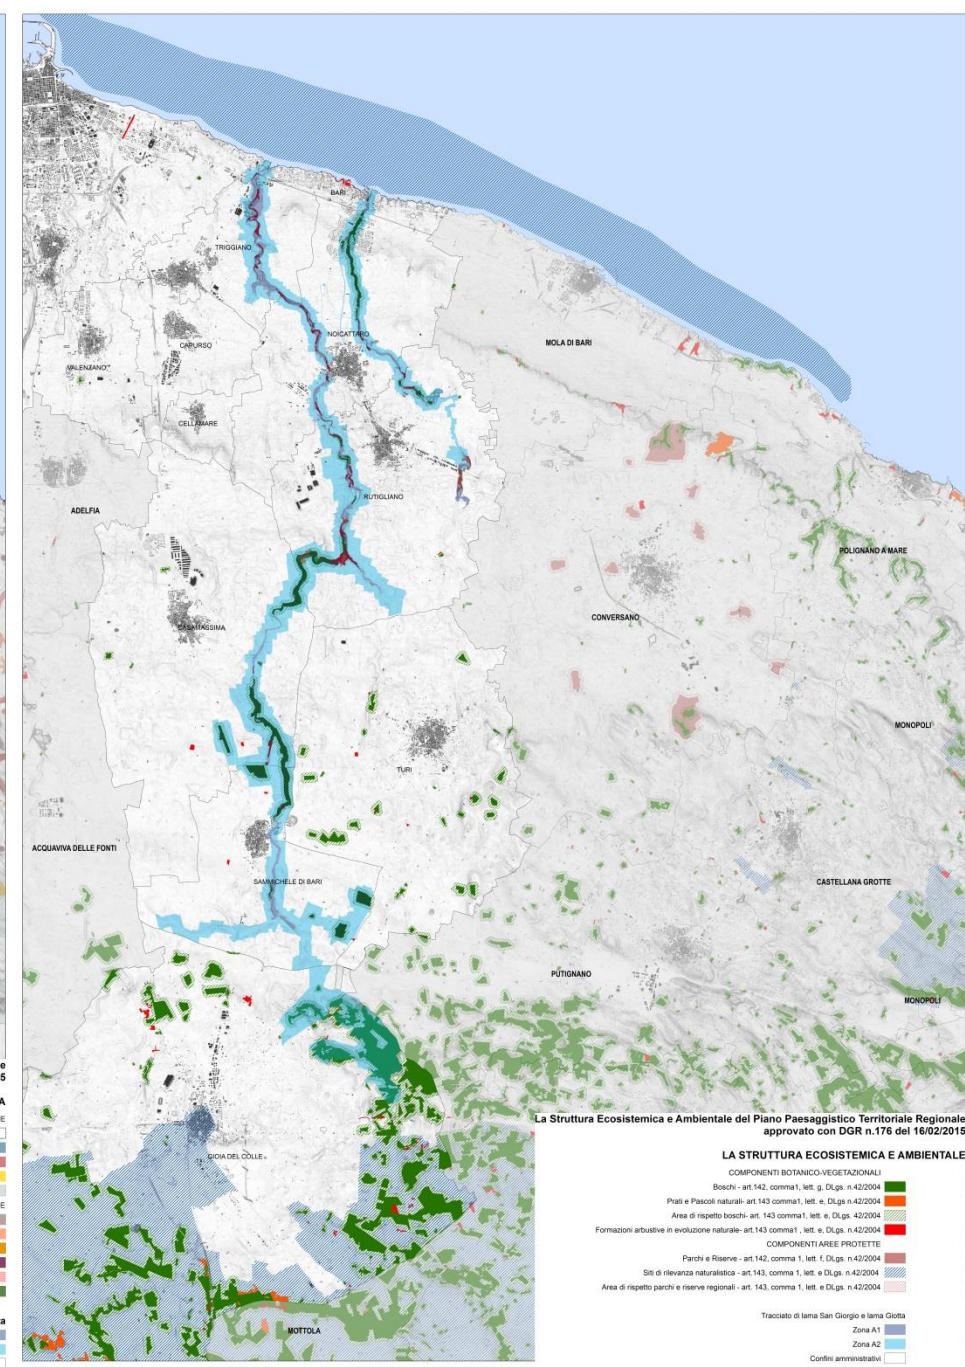 BARI
TRIGGIANO
NOICATTARO
MOLA DI BARI
CAPURSO
VALENZANO
CELLAMARE
RUTIGLIANO
ADELFIA
POLIGNANO A MARE
CONVERSANO
CASAMASSIMA
MONOPOLI
TURI
ACQUAVIVA DELLE FONTI
SAMMICHELE DI BARI
CASTELLANA GROTTE
PUTIGNANO
MONOPOLI
GIOIA DEL COLLE
MOTTOLA
e
5
A
E
E
ta
La Struttura Ecosistemica e Ambientale del Piano Paesaggistico Territoriale Regionale
approvato con DGR n.176 del 16/02/2015
LA STRUTTURA ECOSISTEMICA E AMBIENTALE
COMPONENTI BOTANICO-VEGETAZIONALI
Boschi - art.142, comma1, lett. g, DLgs. n.42/2004
Prati e Pascoli naturali- art.143 comma1, lett. e, DLgs. n.42/2004
Area di rispetto boschi- art. 143 comma1, lett. e, DLgs. 42/2004
Formazioni arbustive in evoluzione naturale- art.143 comma1 , lett. e, DLgs. n.42/2004
COMPONENTI AREE PROTETTE
Parchi e Riserve - art.142, comma 1, lett. f, DLgs. n.42/2004
Siti di rilevanza naturalistica - art.143, comma 1, lett. e DLgs. n.42/2004
Area di rispetto parchi e riserve regionali - art. 143, comma 1, lett. e DLgs. n.42/2004
Tracciato di lama San Giorgio e lama Giotta
Zona A1
Zona A2
Confini amministrativi